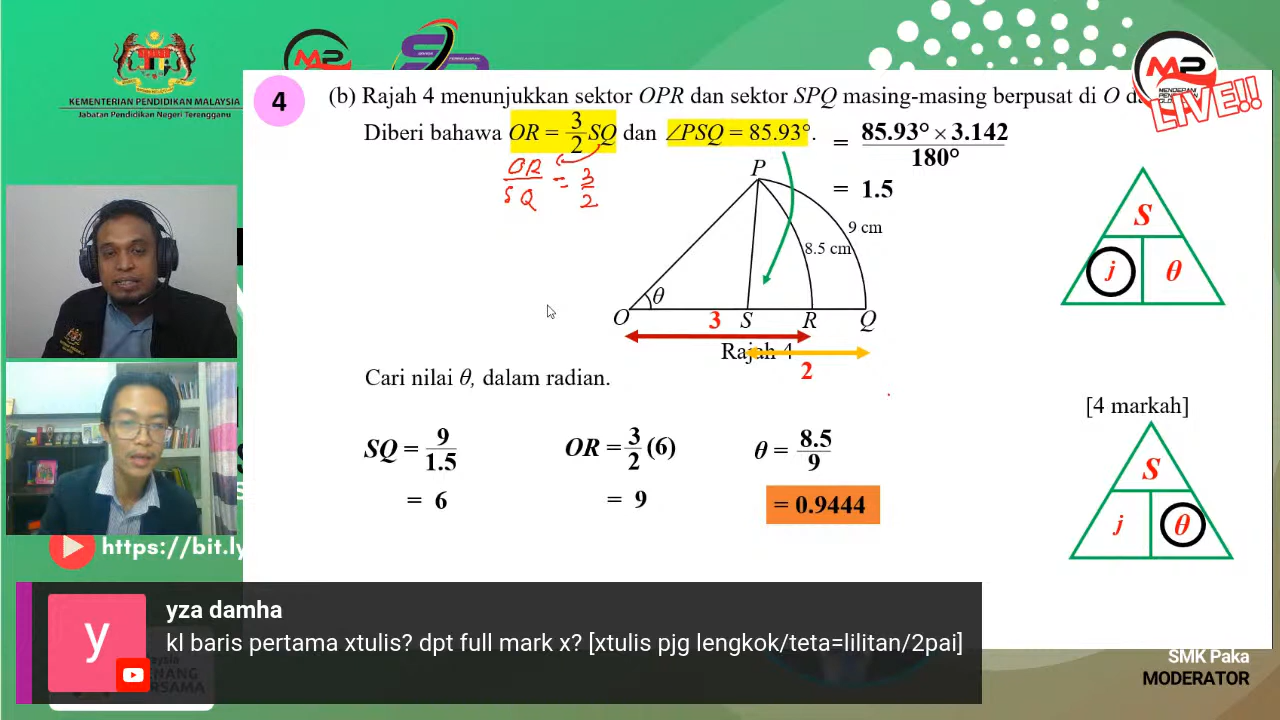 KEMENTERIAN PENDIDIKAN MALAYSIA
Jabatan Pendidikan Negeri Terengganu
MP
MP
LIVE!!
4
(b) Rajah 4 menunjukkan sektor OPR dan sektor SPQ masing-masing berpusat di O
Diberi bahawa OR = 3/2 SQ dan ∠PSQ = 85.93°.
= 85.93° × 3.142 / 180°
= 1.5
OR/SQ = 3/2
P
9 cm
8.5 cm
θ
O
3
S
R
Q
Rajah 4
2
S
j
θ
Cari nilai θ, dalam radian.
[4 markah]
SQ = 9/1.5
OR = 3/2 (6)
θ = 8.5/9
= 6
= 9
= 0.9444
S
j
θ
https://bit.ly
y
yza damha
kl baris pertama xtulis? dpt full mark x? [xtulis pjg lengkok/teta=lilitan/2pai]
SMK Paka
MODERATOR